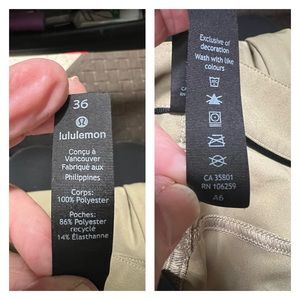 36
lululemon
Conçu à
Vancouver
Fabriqué aux
Philippines
Corps:
100% Polyester
Poches:
86% Polyester
recyclé
14% Élasthanne
Exclusive of
decoration
Wash with like
colours
CA 35801
RN 106259
A6